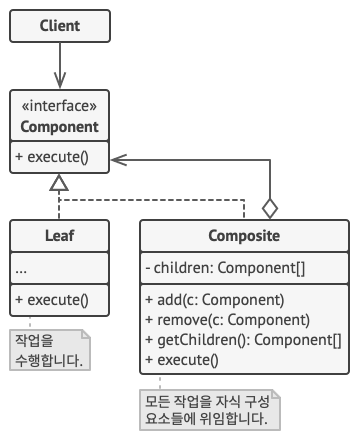 Client
«interface»
Component
+ execute()
Leaf
...
+ execute()
작업을
수행합니다.
Composite
- children: Component[]
+ add(c: Component)
+ remove(c: Component)
+ getChildren(): Component[]
+ execute()
모든 작업을 자식 구성
요소들에 위임합니다.